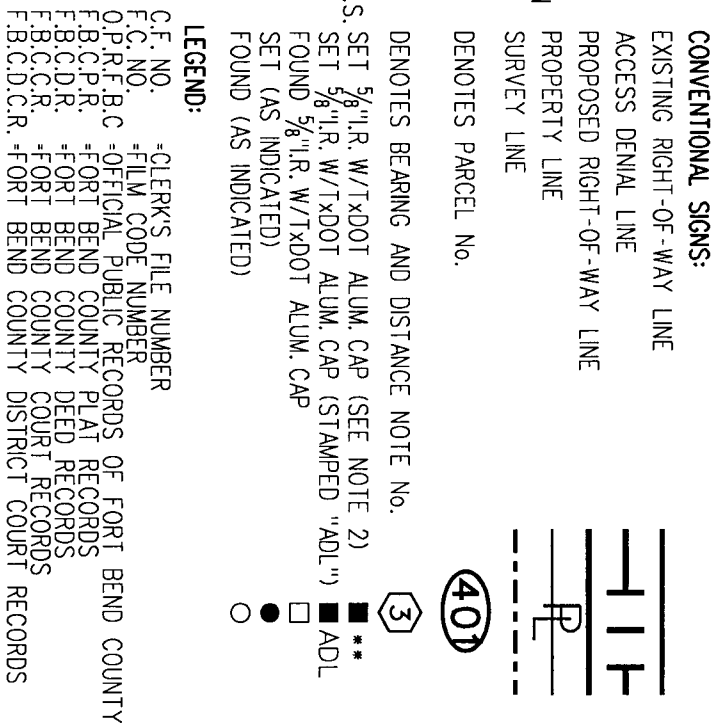 CONVENTIONAL SIGNS:
EXISTING RIGHT-OF-WAY LINE
ACCESS DENIAL LINE
PROPOSED RIGHT-OF-WAY LINE
PROPERTY LINE PL
SURVEY LINE
DENOTES PARCEL No. 401
DENOTES BEARING AND DISTANCE NOTE No. 3
S. SET 5/8"I.R. W/TxDOT ALUM. CAP (SEE NOTE 2) **
SET 5/8"I.R. W/TxDOT ALUM. CAP (STAMPED "ADL") ADL
FOUND 5/8"I.R. W/TxDOT ALUM. CAP
SET (AS INDICATED)
FOUND (AS INDICATED)
LEGEND:
C.F. NO. =CLERK'S FILE NUMBER
F.C. NO. =FILM CODE NUMBER
O.P.R.F.B.C =OFFICIAL PUBLIC RECORDS OF FORT BEND COUNTY
F.B.C.P.R. =FORT BEND COUNTY PLAT RECORDS
F.B.C.D.R. =FORT BEND COUNTY DEED RECORDS
F.B.C.C.R. =FORT BEND COUNTY COURT RECORDS
F.B.C.D.C.R. =FORT BEND COUNTY DISTRICT COURT RECORDS